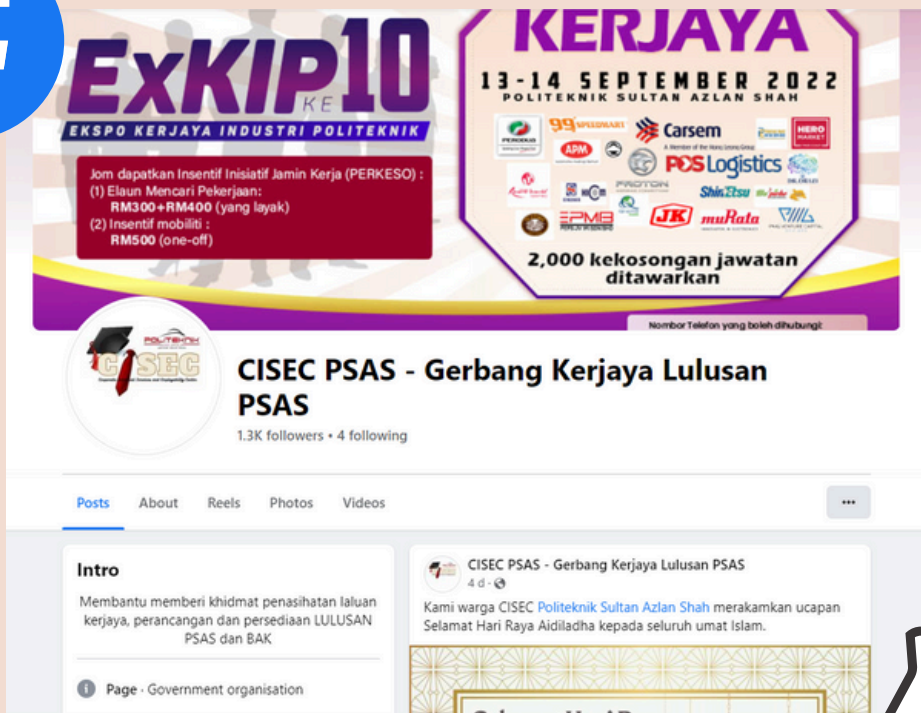 KERJAYA
ExKIP KE 10
EKSPO KERJAYA INDUSTRI POLITEKNIK
Jom dapatkan Insentif Inisiatif Jamin Kerja (PERKESO) :
(1) Elaun Mencari Pekerjaan:
RM300+RM400 (yang layak)
(2) Insentif mobiliti :
RM500 (one-off)
13-14 SEPTEMBER 2022
POLITEKNIK SULTAN AZLAN SHAH
PERODUA
99 SPEEDMART
Carsem
HERO
MARKET
APM
POS Logistics
HICOM
PROTON
Shin Etsu
EPMB
JK
muRata
2,000 kekosongan jawatan
ditawarkan
Nombor Telefon yang boleh dihubungi:
POLITEKNIK
CISEC
CISEC PSAS - Gerbang Kerjaya Lulusan
PSAS
1.3K followers • 4 following
Posts About Reels Photos Videos
Intro
Membantu memberi khidmat penasihatan laluan
kerjaya, perancangan dan persediaan LULUSAN
PSAS dan BAK
Page · Government organisation
CISEC PSAS - Gerbang Kerjaya Lulusan PSAS
4 d ·
Kami warga CISEC Politeknik Sultan Azlan Shah merakamkan ucapan
Selamat Hari Raya Aidiladha kepada seluruh umat Islam.